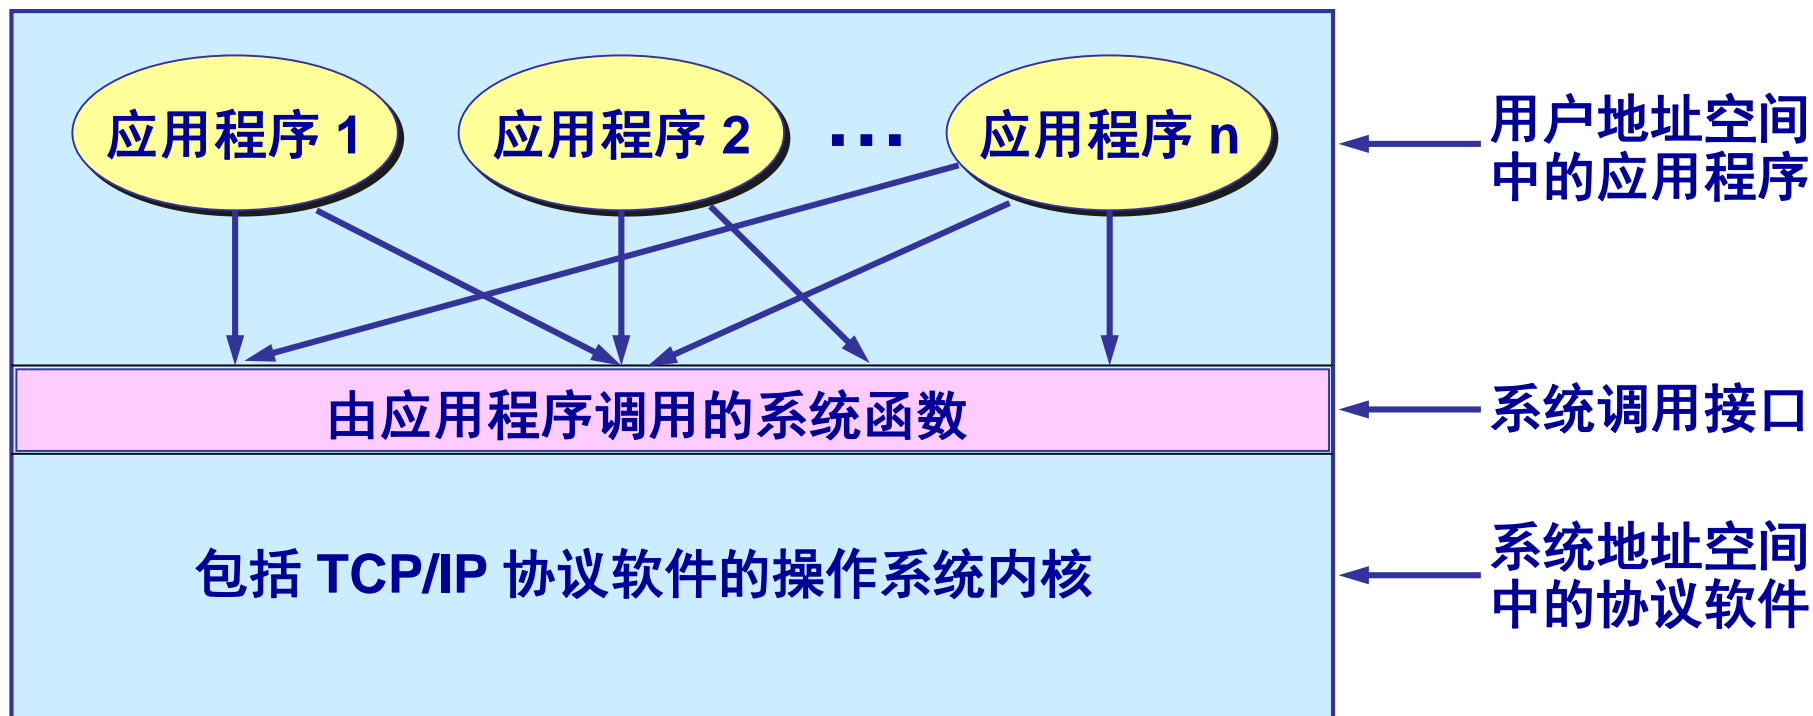 应用程序 1
应用程序 2
…
应用程序 n
用户地址空间
中的应用程序
由应用程序调用的系统函数
系统调用接口
包括 TCP/IP 协议软件的操作系统内核
系统地址空间
中的协议软件